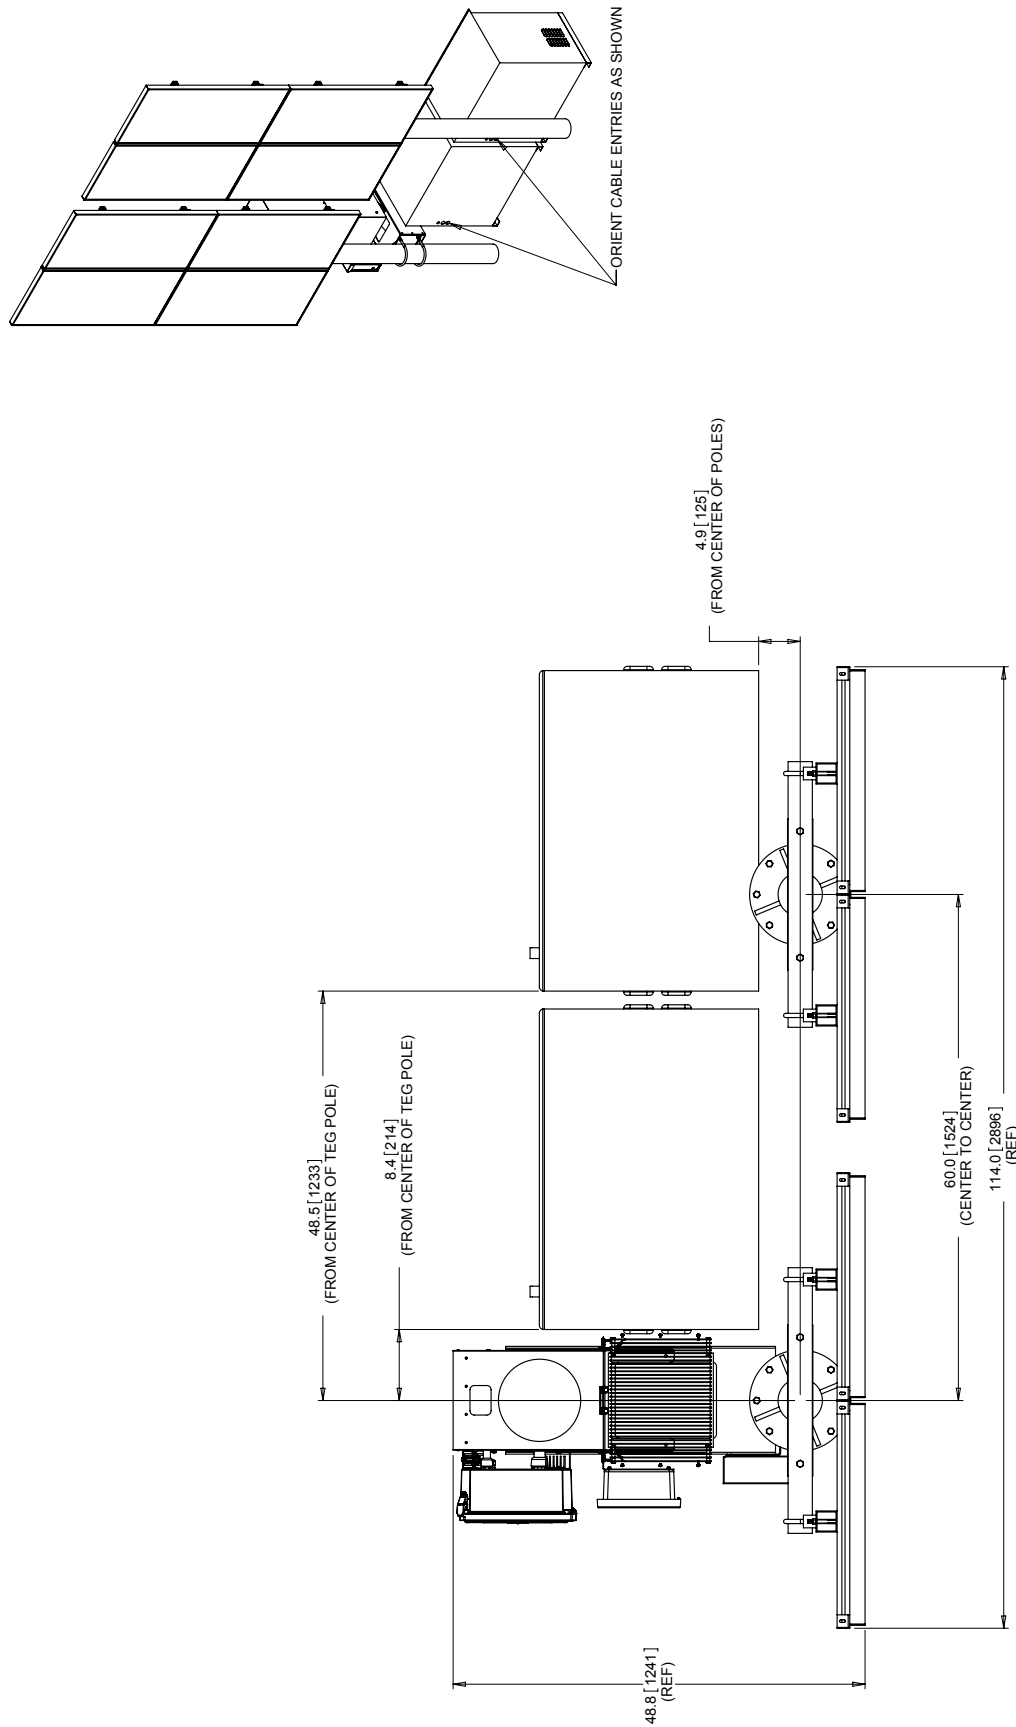 ORIENT CABLE ENTRIES AS SHOWN
4.9 [125]
(FROM CENTER OF POLES)
48.5 [1233]
(FROM CENTER OF TEG POLE)
8.4 [214]
(FROM CENTER OF TEG POLE)
60.0 [1524]
(CENTER TO CENTER)
114.0 [2896]
(REF)
48.8 [1241]
(REF)